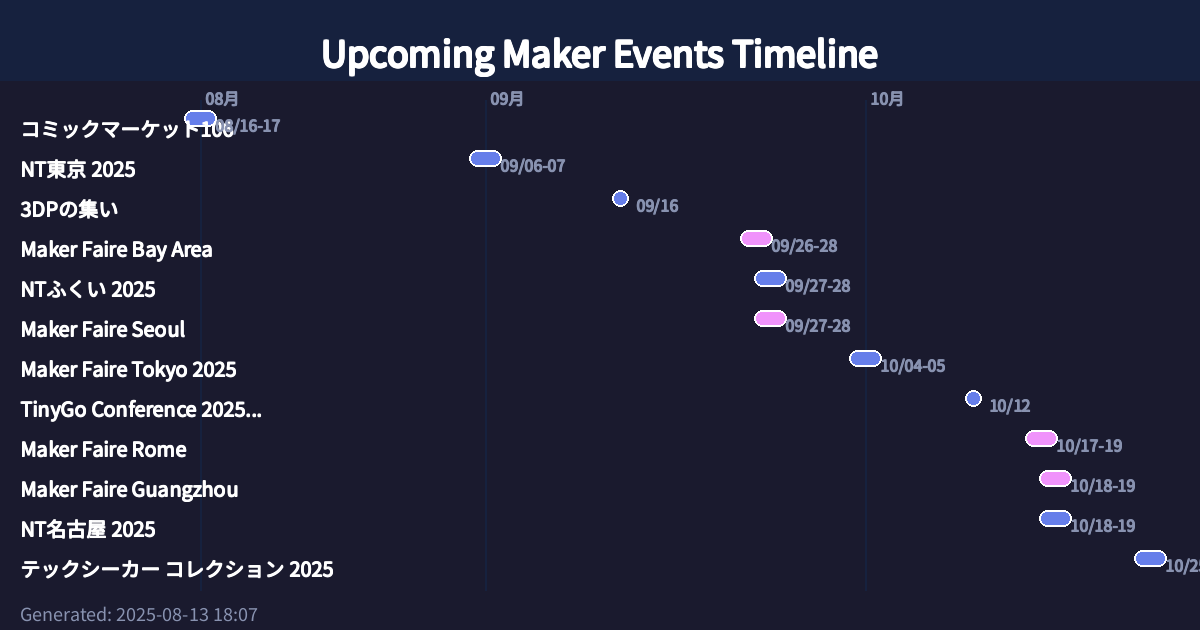 Upcoming Maker Events Timeline
08月 09月 10月
コミックマーケット106 08/16-17
NT東京 2025 09/06-07
3DPの集い 09/16
Maker Faire Bay Area 09/26-28
NTふくい 2025 09/27-28
Maker Faire Seoul 09/27-28
Maker Faire Tokyo 2025 10/04-05
TinyGo Conference 2025... 10/12
Maker Faire Rome 10/17-19
Maker Faire Guangzhou 10/18-19
NT名古屋 2025 10/18-19
テックシーカー コレクション 2025 10/25
Generated: 2025-08-13 18:07